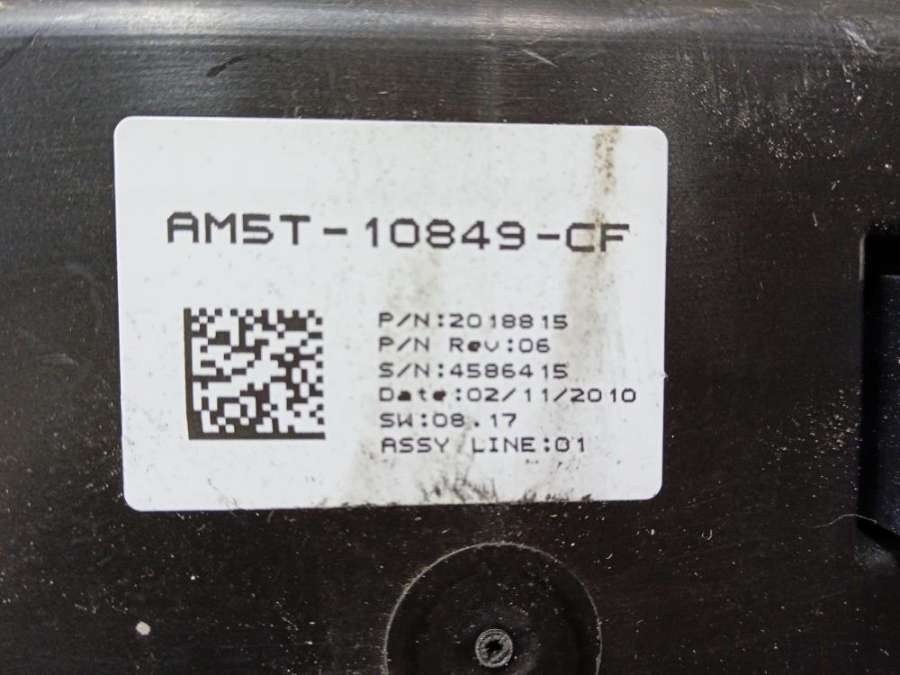 AM5T-10849-CF
P/N:2018815
P/N Rev:06
S/N:4586415
Date:02/11/2010
SW:08.17
ASSY LINE:01